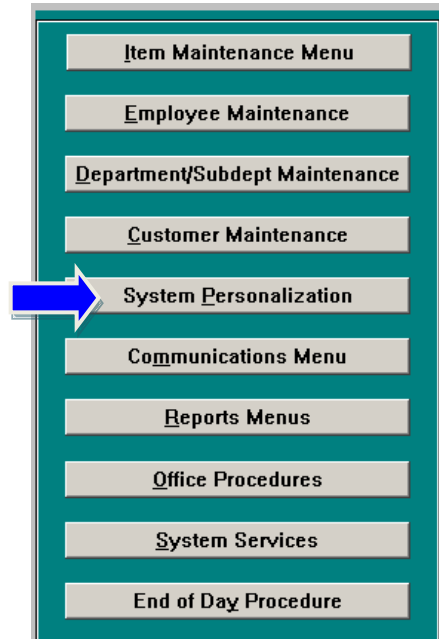 Item Maintenance Menu
Employee Maintenance
Department/Subdept Maintenance
Customer Maintenance
System Personalization
Communications Menu
Reports Menus
Office Procedures
System Services
End of Day Procedure